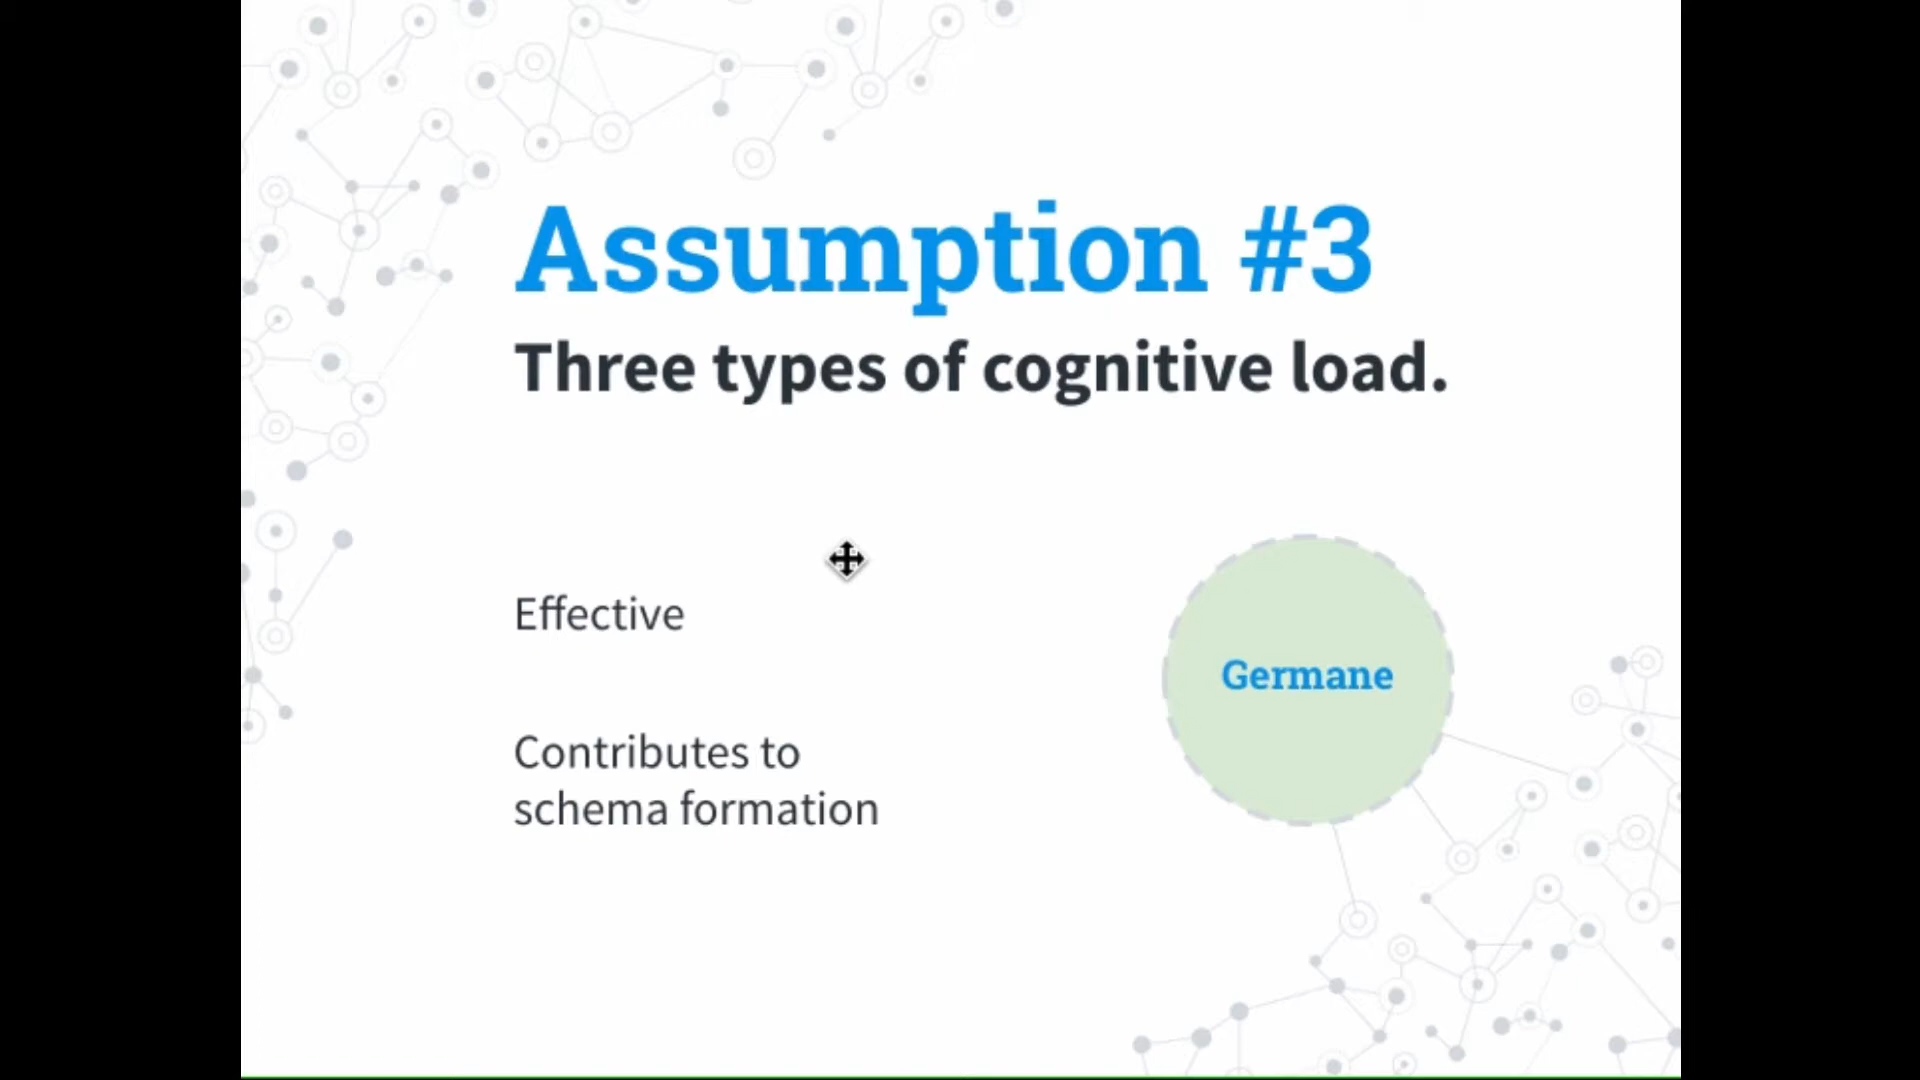 Assumption #3
Three types of cognitive load.
Effective
Contributes to
schema formation
Germane